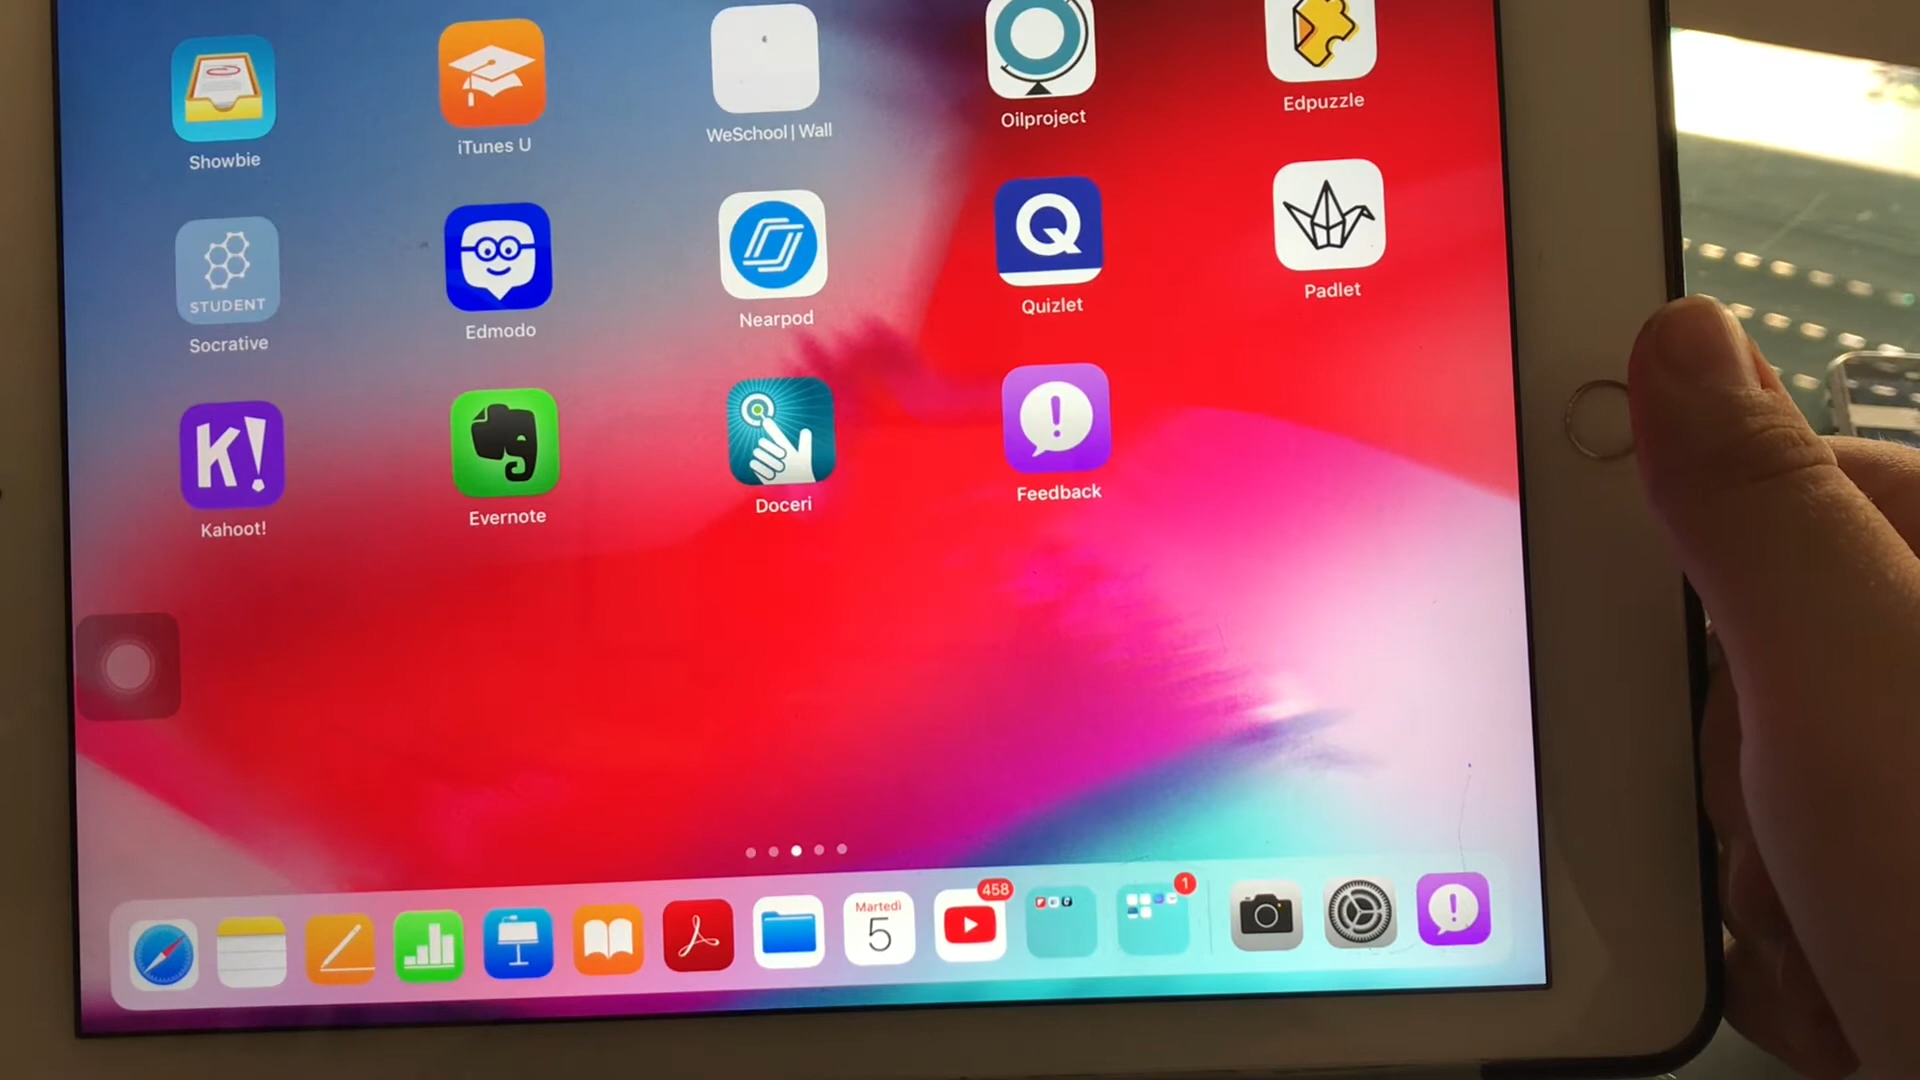 Showbie
iTunes U
WeSchool | Wall
Oilproject
Edpuzzle
STUDENT
Socrative
Edmodo
Nearpod
Q
Quizlet
Padlet
K!
Kahoot!
Evernote
Doceri
!
Feedback
Martedì
5
458
1
!